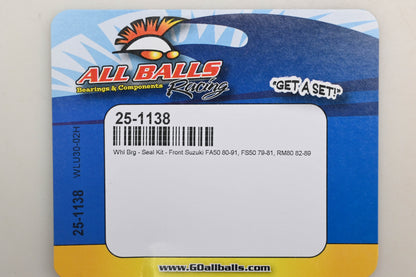 ALL BALLS
Racing
Bearings & Components
"GET A SET!"
25-1138
Whl Brg - Seal Kit - Front Suzuki FA50 80-91, FS50 79-81, RM80 82-89
25-1138 WLU30-02H
www.GOallballs.com